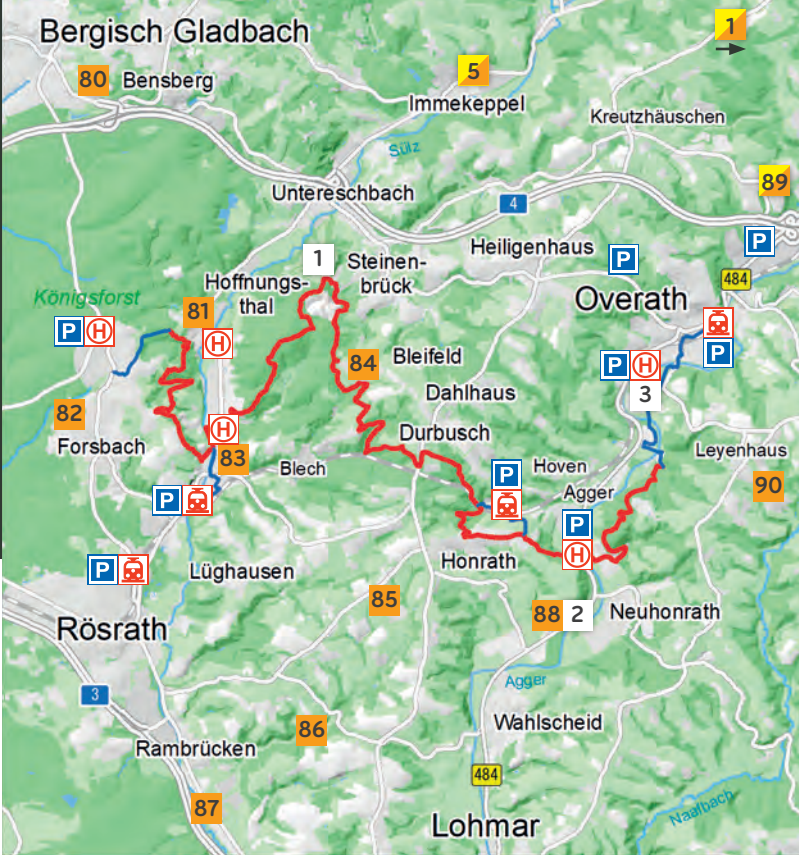 Bergisch Gladbach
1
80
Bensberg
5
Immekeppel
Kreutzhäuschen
Sülz
89
Untereschbach
4
P
Heiligenhaus
P
1
Steinen-
brück
484
Hoffnungs-
thal
Königsforst
Overath
81
P H
H
P
84
Bleifeld
P H
3
Dahlhaus
82
H
Forsbach
Durbusch
83
Leyenhaus
Blech
P
Hoven
90
Agger
P
P
H
Honrath
P
Lüghausen
85
88
2
Neuhonrath
Rösrath
Agger
3
86
Wahlscheid
Rambrücken
484
87
Naalbach
Lohmar